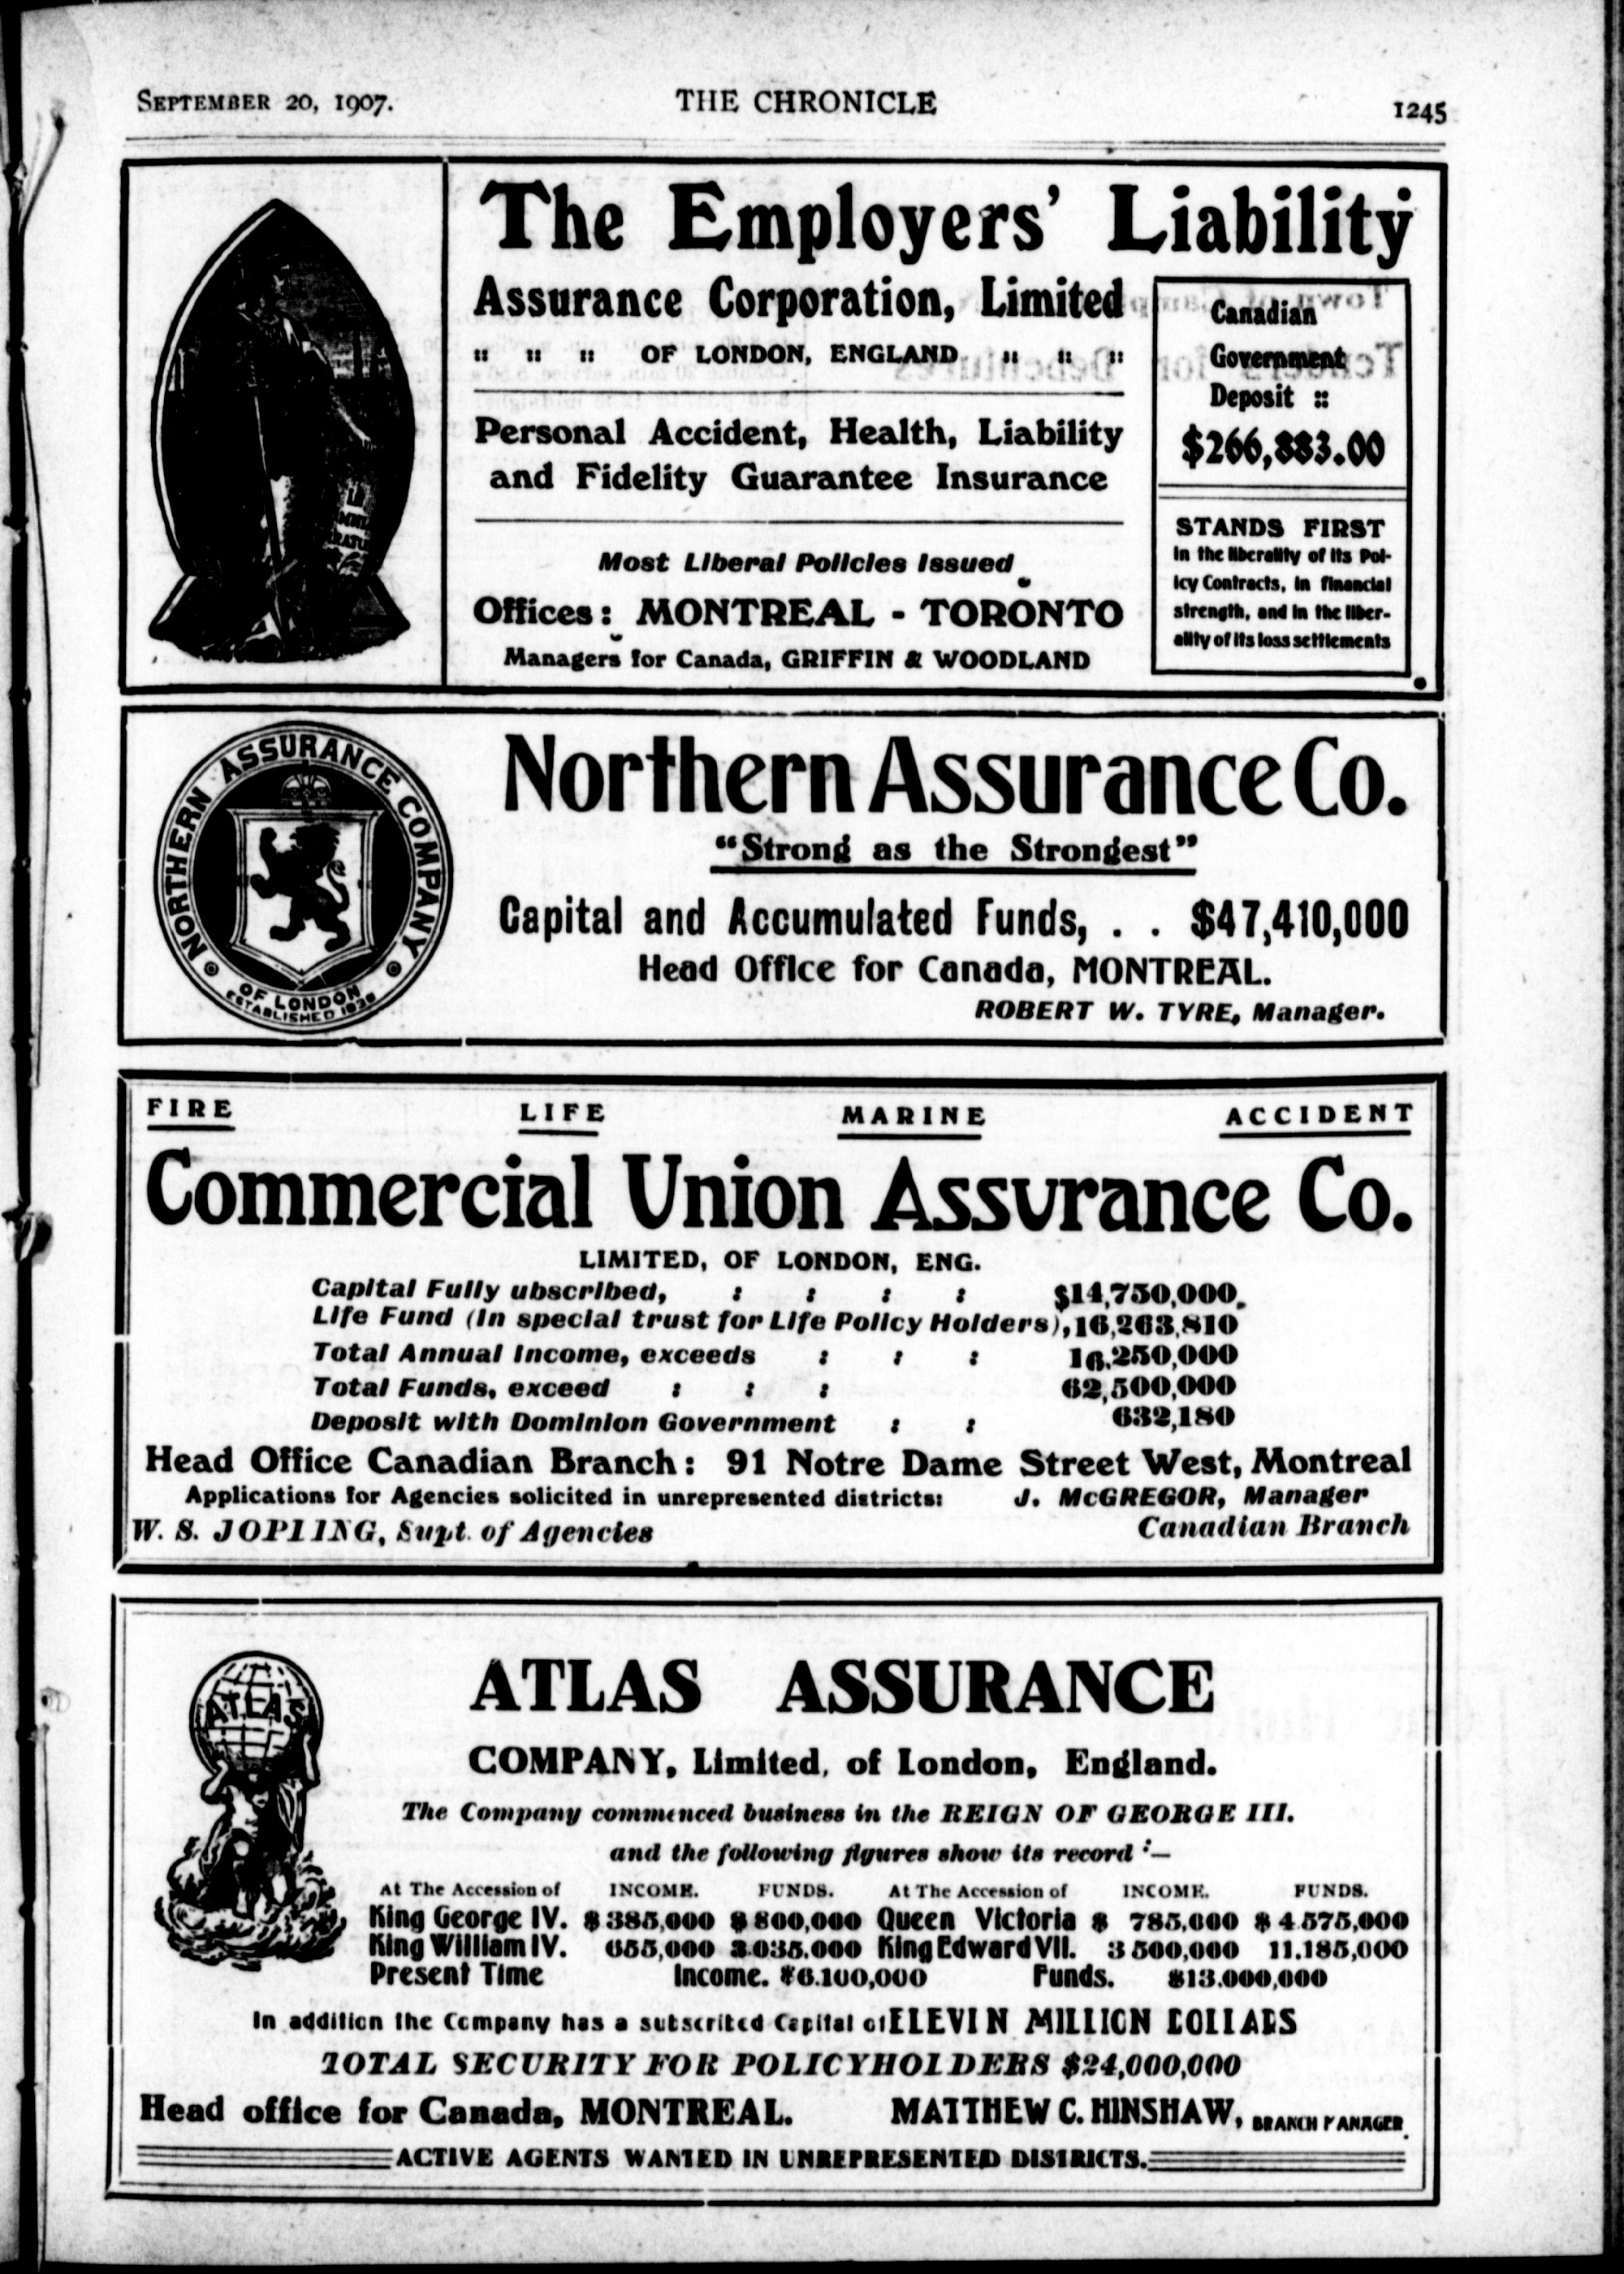 SEPTEMBER 20, 1907. THE CHRONICLE 1245
The Employers' Liability
Assurance Corporation, Limited
:: :: :: OF LONDON, ENGLAND :: :: ::
Personal Accident, Health, Liability
and Fidelity Guarantee Insurance
Most Liberal Policies Issued
Offices: MONTREAL - TORONTO
Managers for Canada, GRIFFIN & WOODLAND
Canadian
Government
Deposit ::
$266,883.00
STANDS FIRST
in the liberality of its Pol-
icy Contracts, in financial
strength, and in the liber-
ality of its loss settlements
NORTHERN ASSURANCE COMPANY
OF LONDON
ESTABLISHED 1836
Northern Assurance Co.
"Strong as the Strongest"
Capital and Accumulated Funds, . . $47,410,000
Head Office for Canada, MONTREAL.
ROBERT W. TYRE, Manager.
FIRE LIFE MARINE ACCIDENT
Commercial Union Assurance Co.
LIMITED, OF LONDON, ENG.
Capital Fully ubscribed, : : : : $14,750,000.
Life Fund (In special trust for Life Policy Holders), 16,263,810
Total Annual Income, exceeds : : : 16,250,000
Total Funds, exceed : : : 62,500,000
Deposit with Dominion Government : : 632,180
Head Office Canadian Branch: 91 Notre Dame Street West, Montreal
Applications for Agencies solicited in unrepresented districts: J. McGREGOR, Manager
W. S. JOPLING, Supt. of Agencies Canadian Branch
ATLAS
ATLAS ASSURANCE
COMPANY, Limited, of London, England.
The Company commenced business in the REIGN OF GEORGE III.
and the following figures show its record :—
At The Accession of INCOME. FUNDS. At The Accession of INCOME. FUNDS.
King George IV. $385,000 $800,000 Queen Victoria $ 785,000 $4,575,000
King William IV. 655,000 3,035,000 King Edward VII. 3,500,000 11,185,000
Present Time Income. $6,100,000 Funds. $13,000,000
In addition the Company has a subscribed Capital of ELEVEN MILLION DOLLARS
TOTAL SECURITY FOR POLICYHOLDERS $24,000,000
Head office for Canada, MONTREAL. MATTHEW C. HINSHAW, BRANCH MANAGER
ACTIVE AGENTS WANTED IN UNREPRESENTED DISTRICTS.